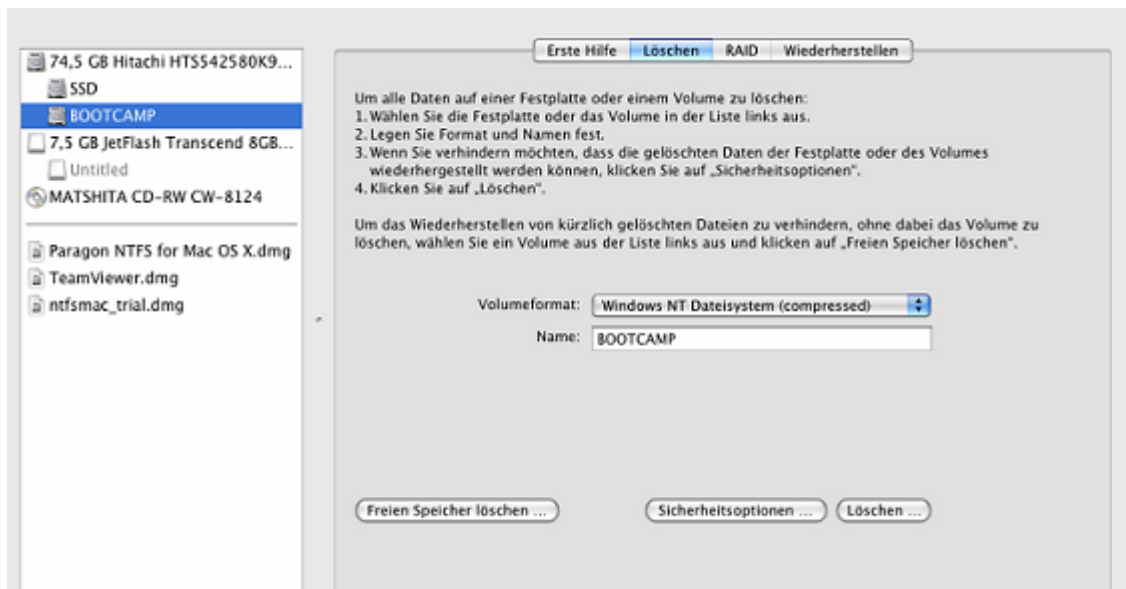 Erste Hilfe Löschen RAID Wiederherstellen
74,5 GB Hitachi HTS542580K9...
SSD
BOOTCAMP
7,5 GB JetFlash Transcend 8GB...
Untitled
MATSHITA CD-RW CW-8124
Paragon NTFS for Mac OS X.dmg
TeamViewer.dmg
ntfsmac_trial.dmg
Um alle Daten auf einer Festplatte oder einem Volume zu löschen:
1. Wählen Sie die Festplatte oder das Volume in der Liste links aus.
2. Legen Sie Format und Namen fest.
3. Wenn Sie verhindern möchten, dass die gelöschten Daten der Festplatte oder des Volumes
wiederhergestellt werden können, klicken Sie auf „Sicherheitsoptionen“.
4. Klicken Sie auf „Löschen“.
Um das Wiederherstellen von kürzlich gelöschten Dateien zu verhindern, ohne dabei das Volume zu
löschen, wählen Sie ein Volume aus der Liste links aus und klicken auf „Freien Speicher löschen“.
Volumeformat: Windows NT Dateisystem (compressed)
Name: BOOTCAMP
Freien Speicher löschen ... Sicherheitsoptionen ... Löschen ...